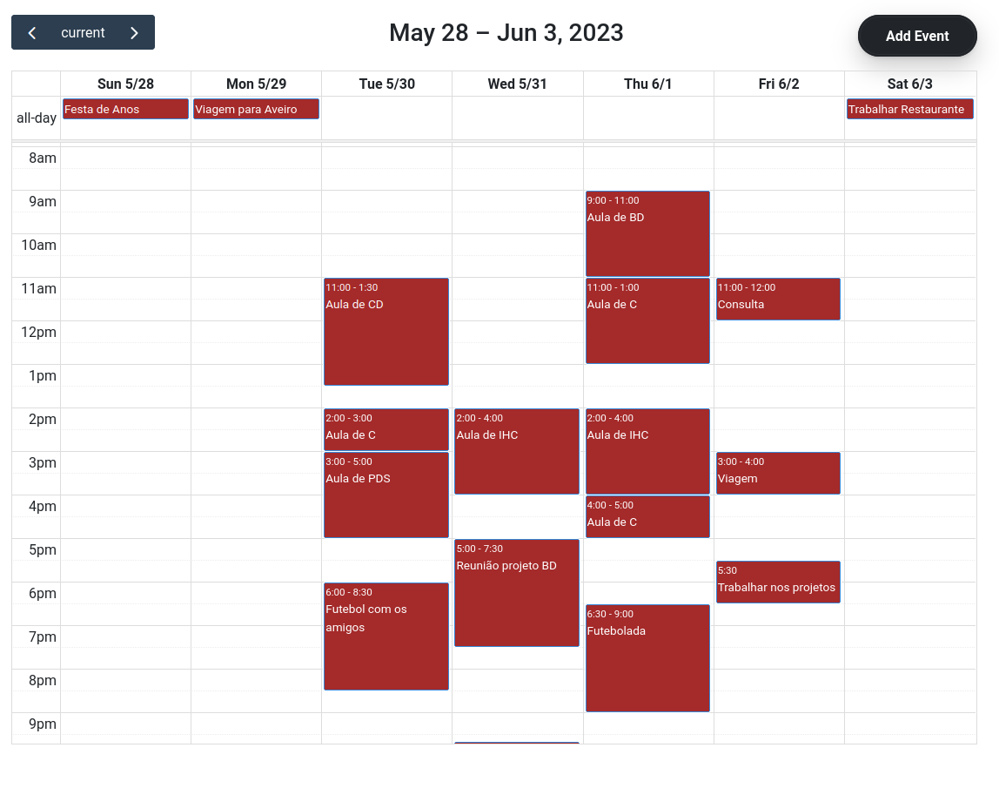 current
May 28 – Jun 3, 2023
Add Event
Sun 5/28
Mon 5/29
Tue 5/30
Wed 5/31
Thu 6/1
Fri 6/2
Sat 6/3
all-day
Festa de Anos
Viagem para Aveiro
Trabalhar Restaurante
8am
9am
10am
11am
12pm
1pm
2pm
3pm
4pm
5pm
6pm
7pm
8pm
9pm
11:00 - 1:30
Aula de CD
2:00 - 3:00
Aula de C
3:00 - 5:00
Aula de PDS
6:00 - 8:30
Futebol com os
amigos
2:00 - 4:00
Aula de IHC
5:00 - 7:30
Reunião projeto BD
9:00 - 11:00
Aula de BD
11:00 - 1:00
Aula de C
2:00 - 4:00
Aula de IHC
4:00 - 5:00
Aula de C
6:30 - 9:00
Futebolada
11:00 - 12:00
Consulta
3:00 - 4:00
Viagem
5:30
Trabalhar nos projetos